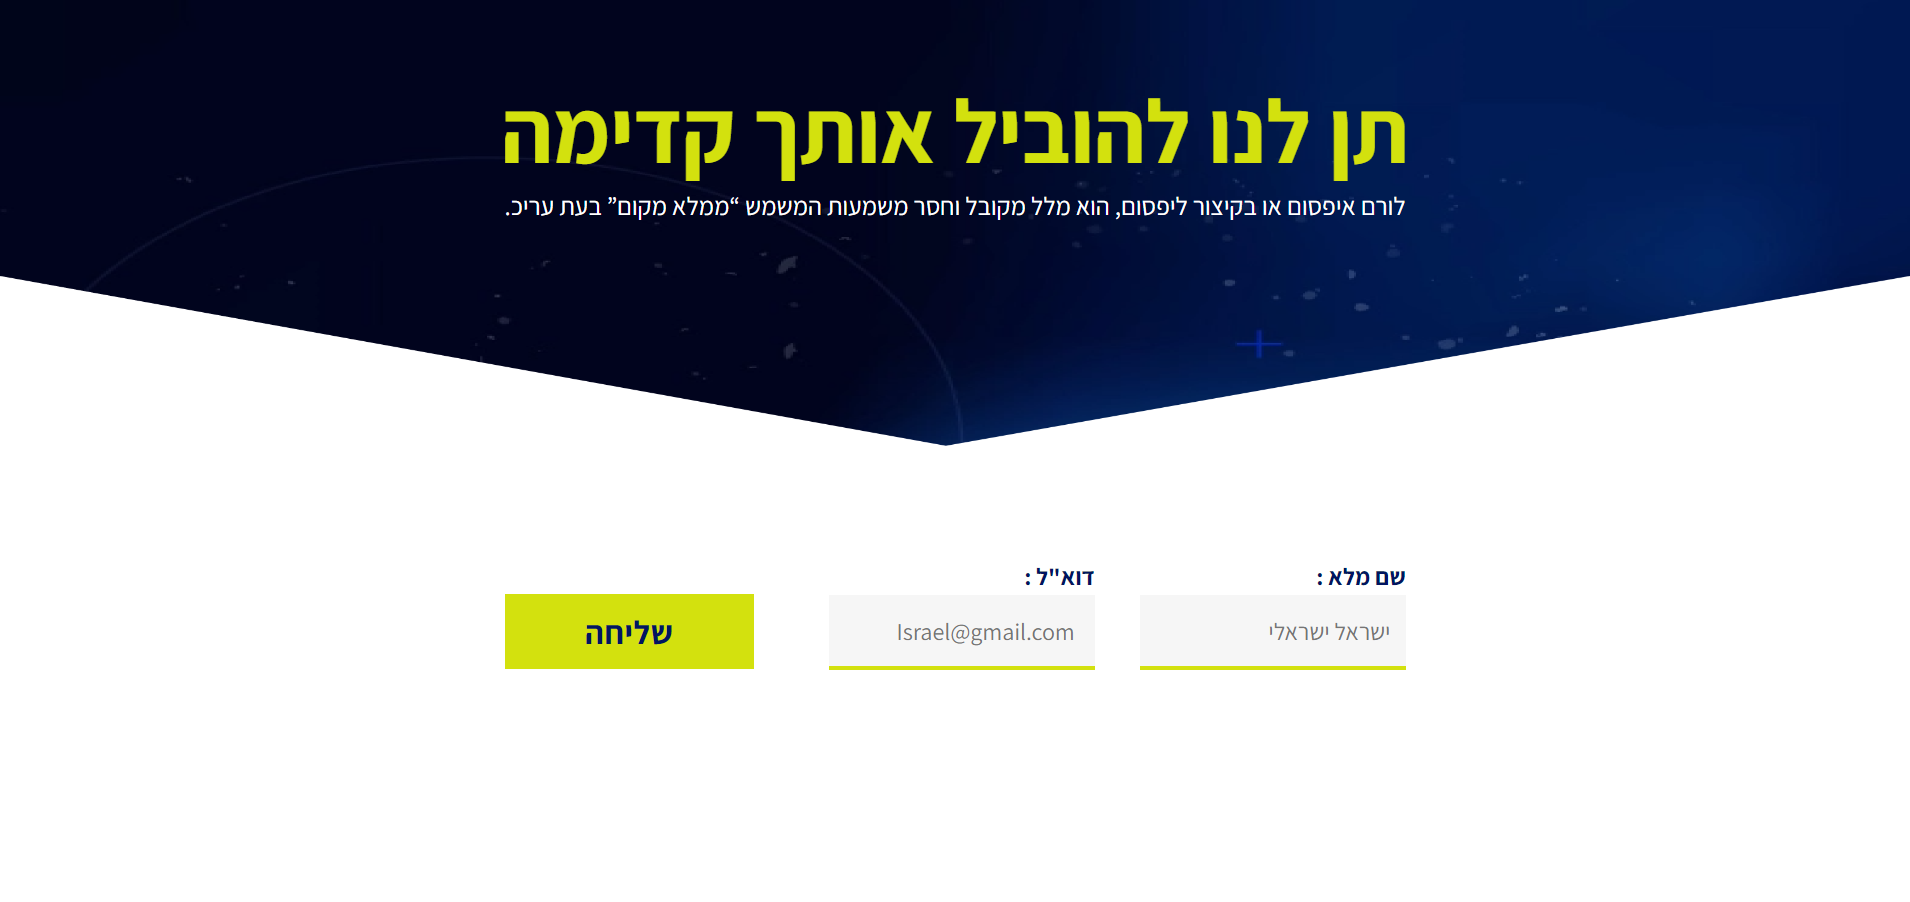 תן לנו להוביל אותך קדימה
לורם איפסום או בקיצור ליפסום, הוא מלל מקובל וחסר משמעות המשמש “ממלא מקום” בעת עריכ.
שם מלא :
דוא"ל :
ישראל ישראלי
Israel@gmail.com
שליחה